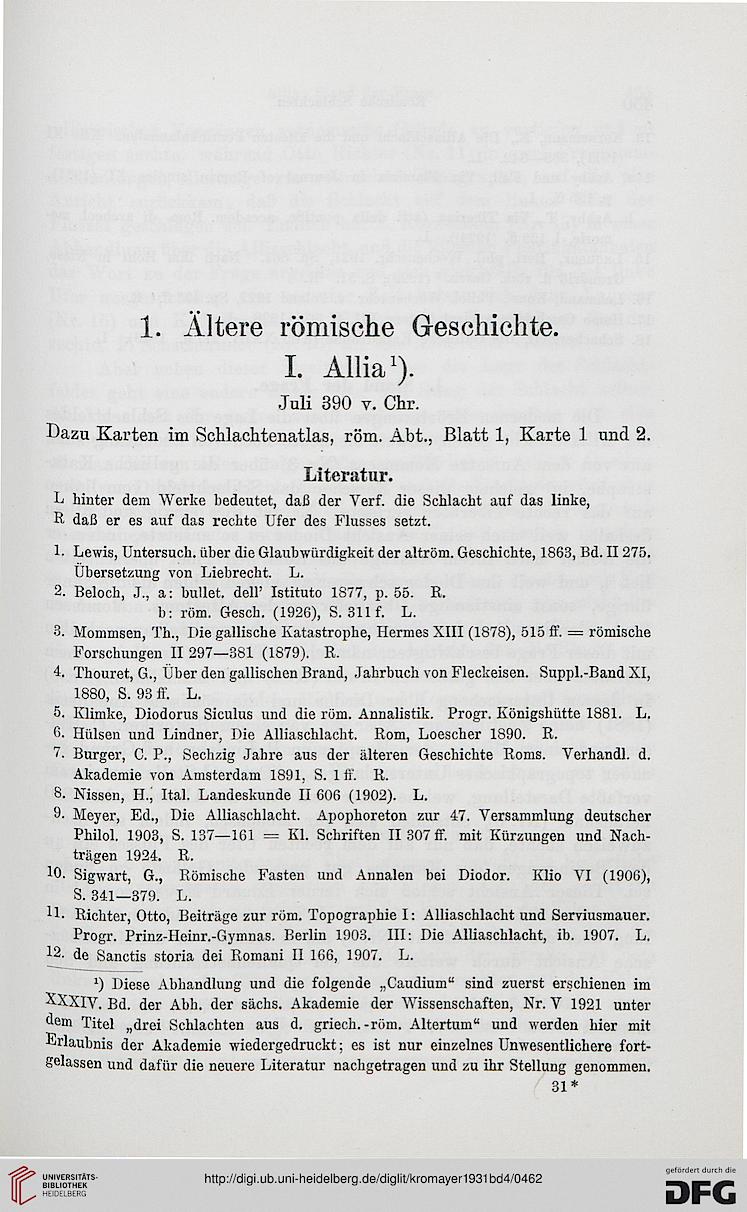 1. Ältere römische Geschichte.
I. Allia¹).
Juli 390 v. Chr.
Dazu Karten im Schlachtenatlas, röm. Abt., Blatt 1, Karte 1 und 2.
Literatur.
L hinter dem Werke bedeutet, daß der Verf. die Schlacht auf das linke,
R daß er es auf das rechte Ufer des Flusses setzt.
1. Lewis, Untersuch. über die Glaubwürdigkeit der altröm. Geschichte, 1863, Bd. II 275.
Übersetzung von Liebrecht. L.
2. Beloch, J., a: bullet. dell' Istituto 1877, p. 55. R.
b: röm. Gesch. (1926), S. 311 f. L.
3. Mommsen, Th., Die gallische Katastrophe, Hermes XIII (1878), 515 ff. = römische
Forschungen II 297—381 (1879). R.
4. Thouret, G., Über den gallischen Brand, Jahrbuch von Fleckeisen. Suppl.-Band XI,
1880, S. 93 ff. L.
5. Klimke, Diodorus Siculus und die röm. Annalistik. Progr. Königshütte 1881. L.
6. Hülsen und Lindner, Die Alliaschlacht. Rom, Loescher 1890. R.
7. Burger, C. P., Sechzig Jahre aus der älteren Geschichte Roms. Verhandl. d.
Akademie von Amsterdam 1891, S. 1 ff. R.
8. Nissen, H., Ital. Landeskunde II 606 (1902). L.
9. Meyer, Ed., Die Alliaschlacht. Apophoreton zur 47. Versammlung deutscher
Philol. 1903, S. 137—161 = Kl. Schriften II 307 ff. mit Kürzungen und Nach-
trägen 1924. R.
10. Sigwart, G., Römische Fasten und Annalen bei Diodor. Klio VI (1906),
S. 341—379. L.
11. Richter, Otto, Beiträge zur röm. Topographie I: Alliaschlacht und Serviusmauer.
Progr. Prinz-Heinr.-Gymnas. Berlin 1903. III: Die Alliaschlacht, ib. 1907. L.
12. de Sanctis storia dei Romani II 166, 1907. L.
¹) Diese Abhandlung und die folgende „Caudium“ sind zuerst erschienen im
XXXIV. Bd. der Abh. der sächs. Akademie der Wissenschaften, Nr. V 1921 unter
dem Titel „drei Schlachten aus d. griech.-röm. Altertum“ und werden hier mit
Erlaubnis der Akademie wiedergedruckt; es ist nur einzelnes Unwesentlichere fort-
gelassen und dafür die neuere Literatur nachgetragen und zu ihr Stellung genommen.
31*
UNIVERSITÄTS-
BIBLIOTHEK
HEIDELBERG
http://digi.ub.uni-heidelberg.de/diglit/kromayer1931bd4/0462
gefördert durch die
DFG